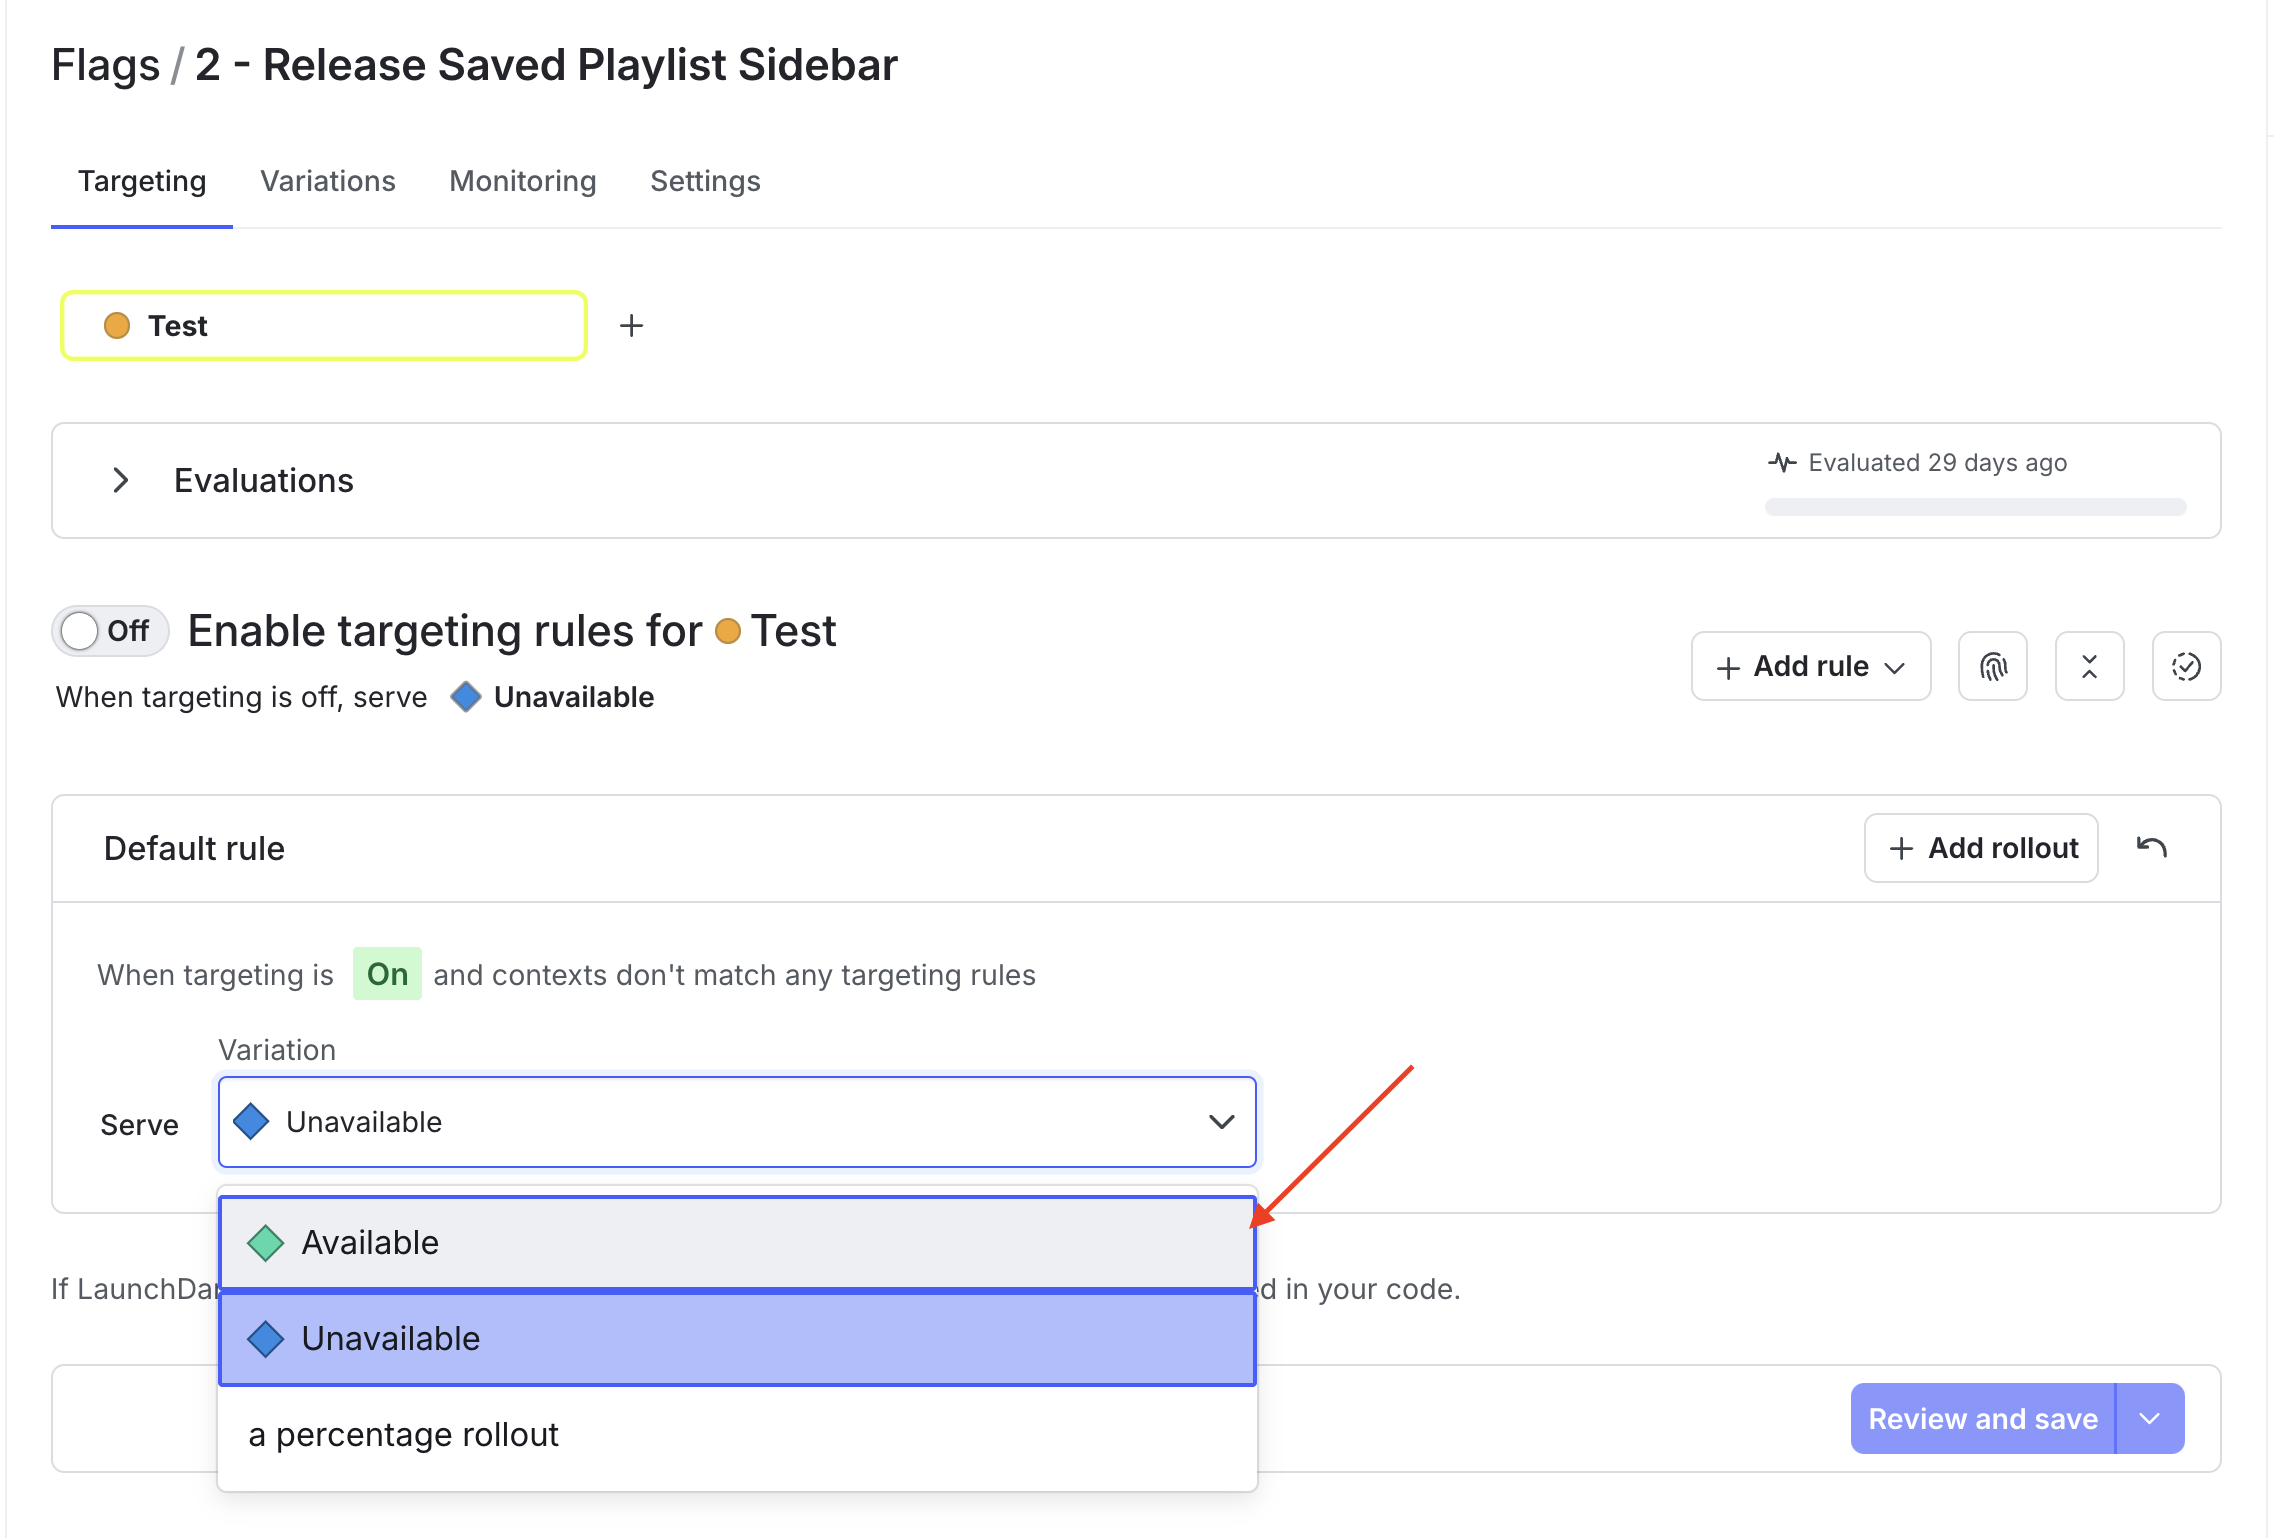 Flags / 2 - Release Saved Playlist Sidebar
Targeting Variations Monitoring Settings
Test
Evaluations
Evaluated 29 days ago
Off Enable targeting rules for Test
When targeting is off, serve Unavailable
Add rule
Default rule
Add rollout
When targeting is On and contexts don't match any targeting rules
Variation
Serve Unavailable
Available
If LaunchDar
d in your code.
Unavailable
a percentage rollout
Review and save